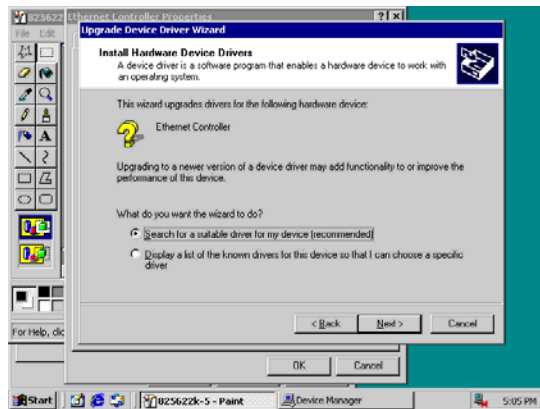 825622
Ethernet Controller Properties
File Edit
Upgrade Device Driver Wizard
Install Hardware Device Drivers
A device driver is a software program that enables a hardware device to work with
an operating system.
This wizard upgrades drivers for the following hardware device:
Ethernet Controller
Upgrading to a newer version of a device driver may add functionality to or improve the
performance of this device.
What do you want the wizard to do?
Search for a suitable driver for my device (recommended)
Display a list of the known drivers for this device so that I can choose a specific
driver
< Back Next > Cancel
For Help, clic
OK Cancel
Start 825622k-5 - Paint Device Manager 5:05 PM